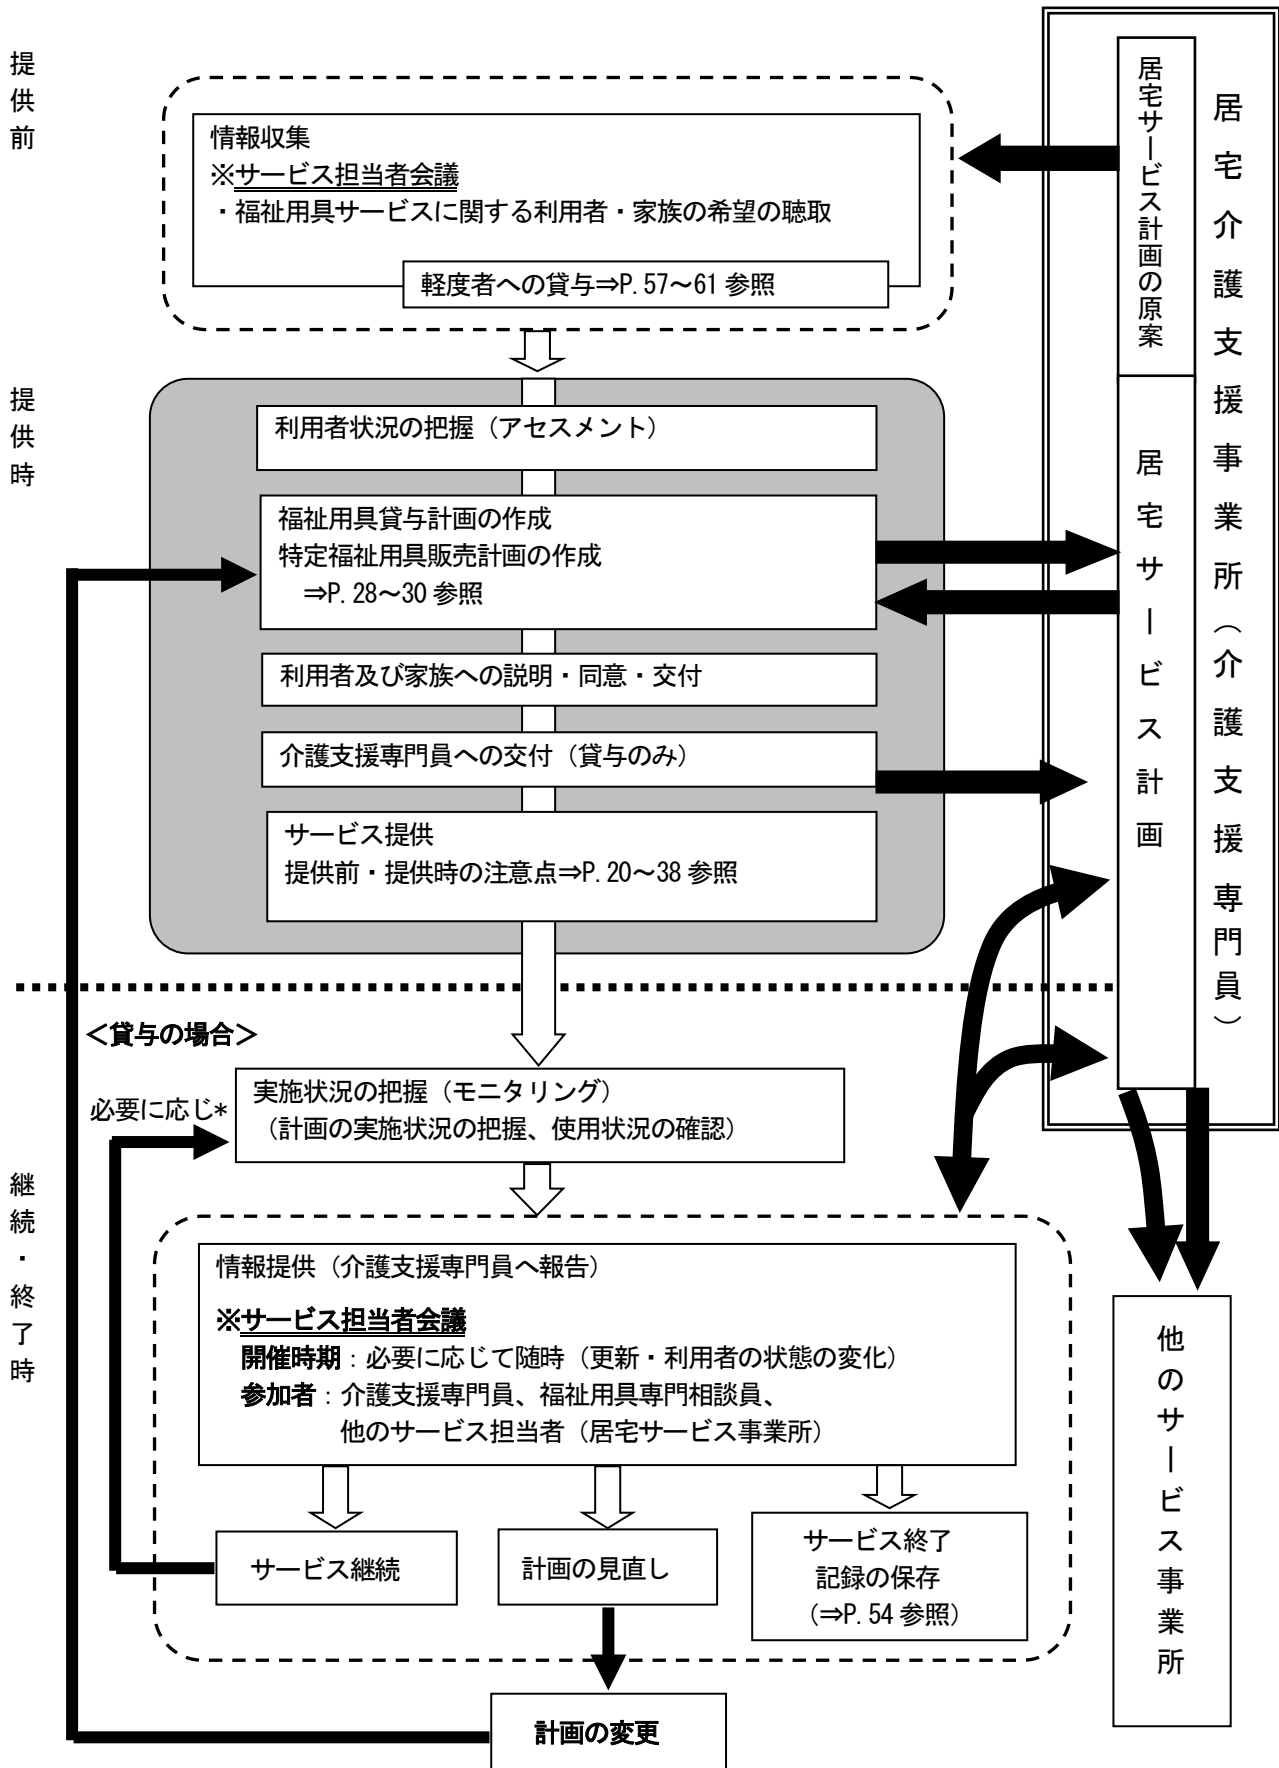 提供前
情報収集
※サービス担当者会議
・福祉用具サービスに関する利用者・家族の希望の聴取
軽度者への貸与⇒P.57～61 参照
居宅サービス計画の原案
居宅介護支援事業所（介護支援専門員）
提供時
利用者状況の把握（アセスメント）
福祉用具貸与計画の作成
特定福祉用具販売計画の作成
⇒P.28～30 参照
利用者及び家族への説明・同意・交付
介護支援専門員への交付（貸与のみ）
サービス提供
提供前・提供時の注意点⇒P.20～38 参照
居宅サービス計画
＜貸与の場合＞
必要に応じ*
実施状況の把握（モニタリング）
（計画の実施状況の把握、使用状況の確認）
継続・終了時
情報提供（介護支援専門員へ報告）
※サービス担当者会議
開催時期：必要に応じて随時（更新・利用者の状態の変化）
参加者：介護支援専門員、福祉用具専門相談員、
他のサービス担当者（居宅サービス事業所）
サービス継続
計画の見直し
サービス終了
記録の保存
（⇒P.54 参照）
他のサービス事業所
計画の変更